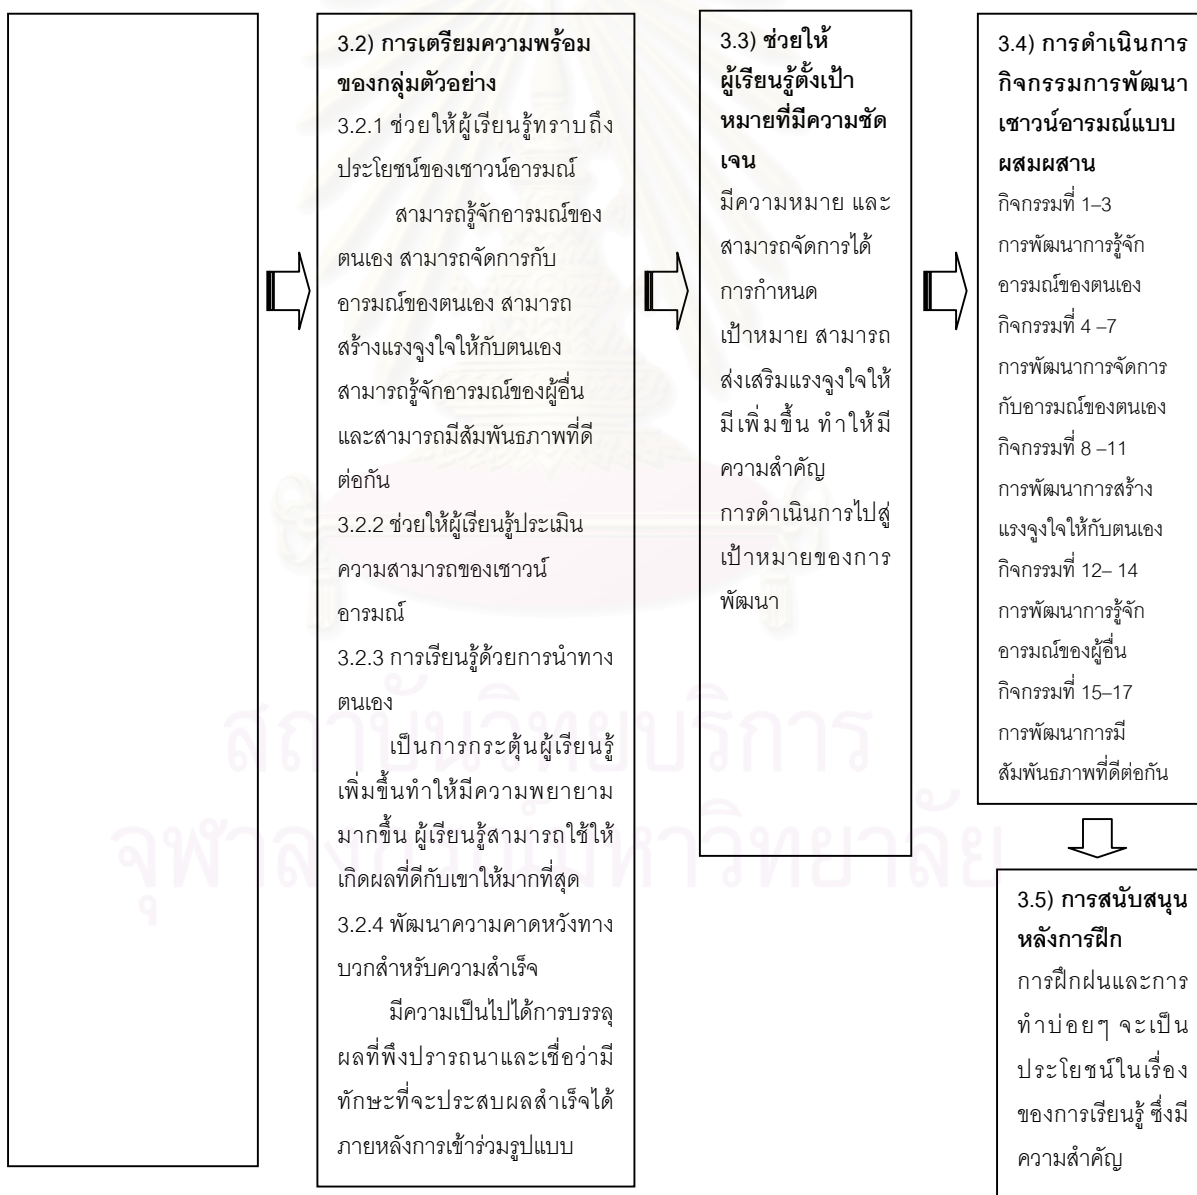 3.2) การเตรียมความพร้อม
ของกลุ่มตัวอย่าง
3.2.1 ช่วยให้ผู้เรียนรู้ทราบถึง
ประโยชน์ของเชาวน์อารมณ์
สามารถรู้จักอารมณ์ของ
ตนเอง สามารถจัดการกับ
อารมณ์ของตนเอง สามารถ
สร้างแรงจูงใจให้กับตนเอง
สามารถรู้จักอารมณ์ของผู้อื่น
และสามารถมีสัมพันธภาพที่ดี
ต่อกัน
3.2.2 ช่วยให้ผู้เรียนรู้ประเมิน
ความสามารถของเชาวน์
อารมณ์
3.2.3 การเรียนรู้ด้วยการนำทาง
ตนเอง
เป็นการกระตุ้นผู้เรียนรู้
เพิ่มขึ้นทำให้มีความพยายาม
มากขึ้น ผู้เรียนรู้สามารถใช้ให้
เกิดผลที่ดีกับเขาให้มากที่สุด
3.2.4 พัฒนาความคาดหวังทาง
บวกสำหรับความสำเร็จ
มีความเป็นไปได้การบรรลุ
ผลที่พึงปรารถนาและเชื่อว่ามี
ทักษะที่จะประสบผลสำเร็จได้
ภายหลังการเข้าร่วมรูปแบบ
3.3) ช่วยให้
ผู้เรียนรู้ตั้งเป้า
หมายที่มีความชัด
เจน
มีความหมาย และ
สามารถจัดการได้
การกำหนด
เป้าหมาย สามารถ
ส่งเสริมแรงจูงใจให้
มีเพิ่มขึ้น ทำให้มี
ความสำคัญ
การดำเนินการไปสู่
เป้าหมายของการ
พัฒนา
3.4) การดำเนินการ
กิจกรรมการพัฒนา
เชาวน์อารมณ์แบบ
ผสมผสาน
กิจกรรมที่ 1–3
การพัฒนาการรู้จัก
อารมณ์ของตนเอง
กิจกรรมที่ 4 –7
การพัฒนาการจัดการ
กับอารมณ์ของตนเอง
กิจกรรมที่ 8 –11
การพัฒนาการสร้าง
แรงจูงใจให้กับตนเอง
กิจกรรมที่ 12– 14
การพัฒนาการรู้จัก
อารมณ์ของผู้อื่น
กิจกรรมที่ 15–17
การพัฒนาการมี
สัมพันธภาพที่ดีต่อกัน
3.5) การสนับสนุน
หลังการฝึก
การฝึกฝนและการ
ทำบ่อยๆ จะเป็น
ประโยชน์ในเรื่อง
ของการเรียนรู้ ซึ่งมี
ความสำคัญ
สถาบันวิทยบริการ
จุฬาลงกรณ์มหาวิทยาลัย